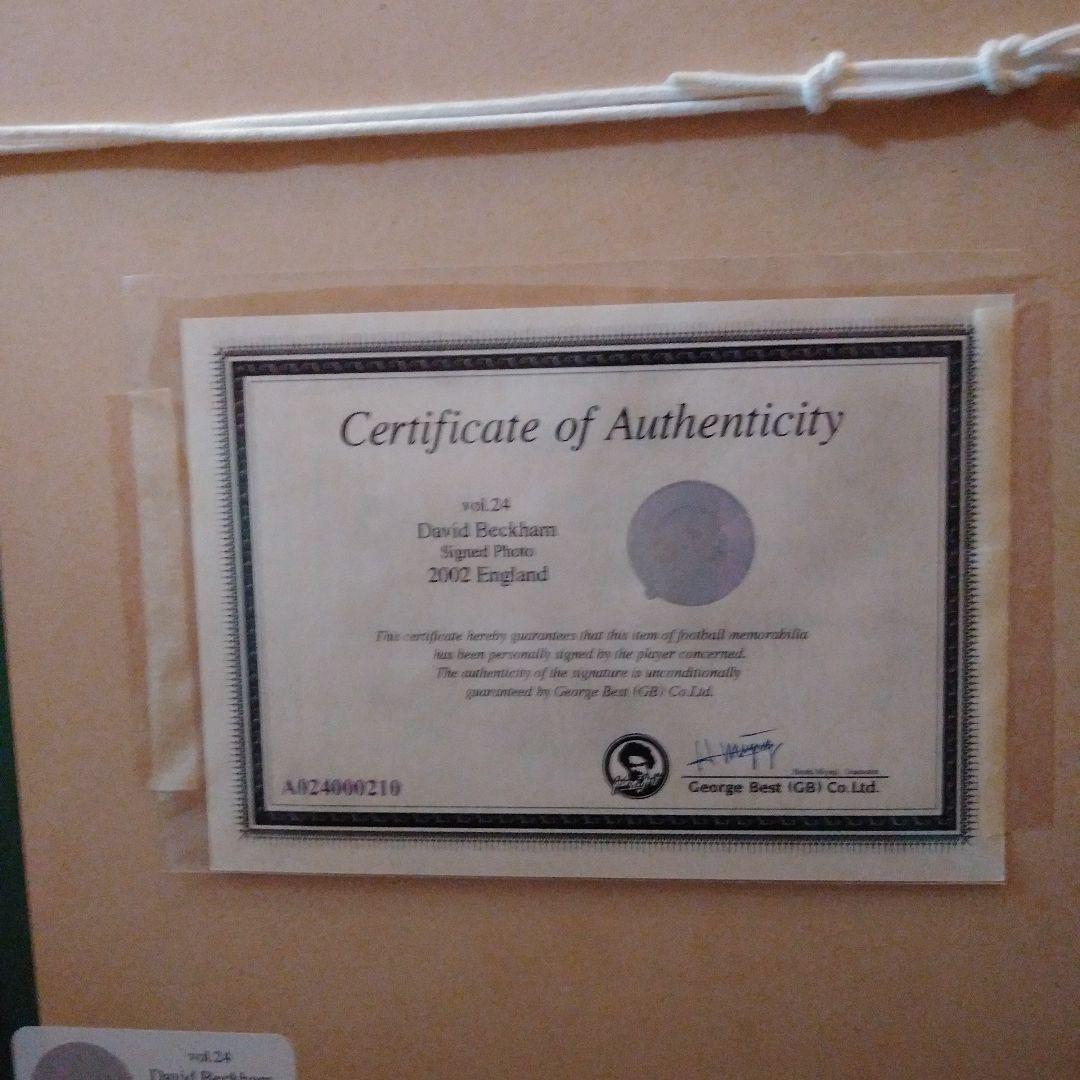 Certificate of Authenticity
vol.24
David Beckham
Signed Photo
2002 England
This certificate hereby guarantees that this item of football memorabilia
has been personally signed by the player concerned.
The authenticity of the signature is unconditionally
guaranteed by George Best (GB) Co.Ltd.
A024000210
George Best (GB) Co.Ltd.
vol.24
David Beckham